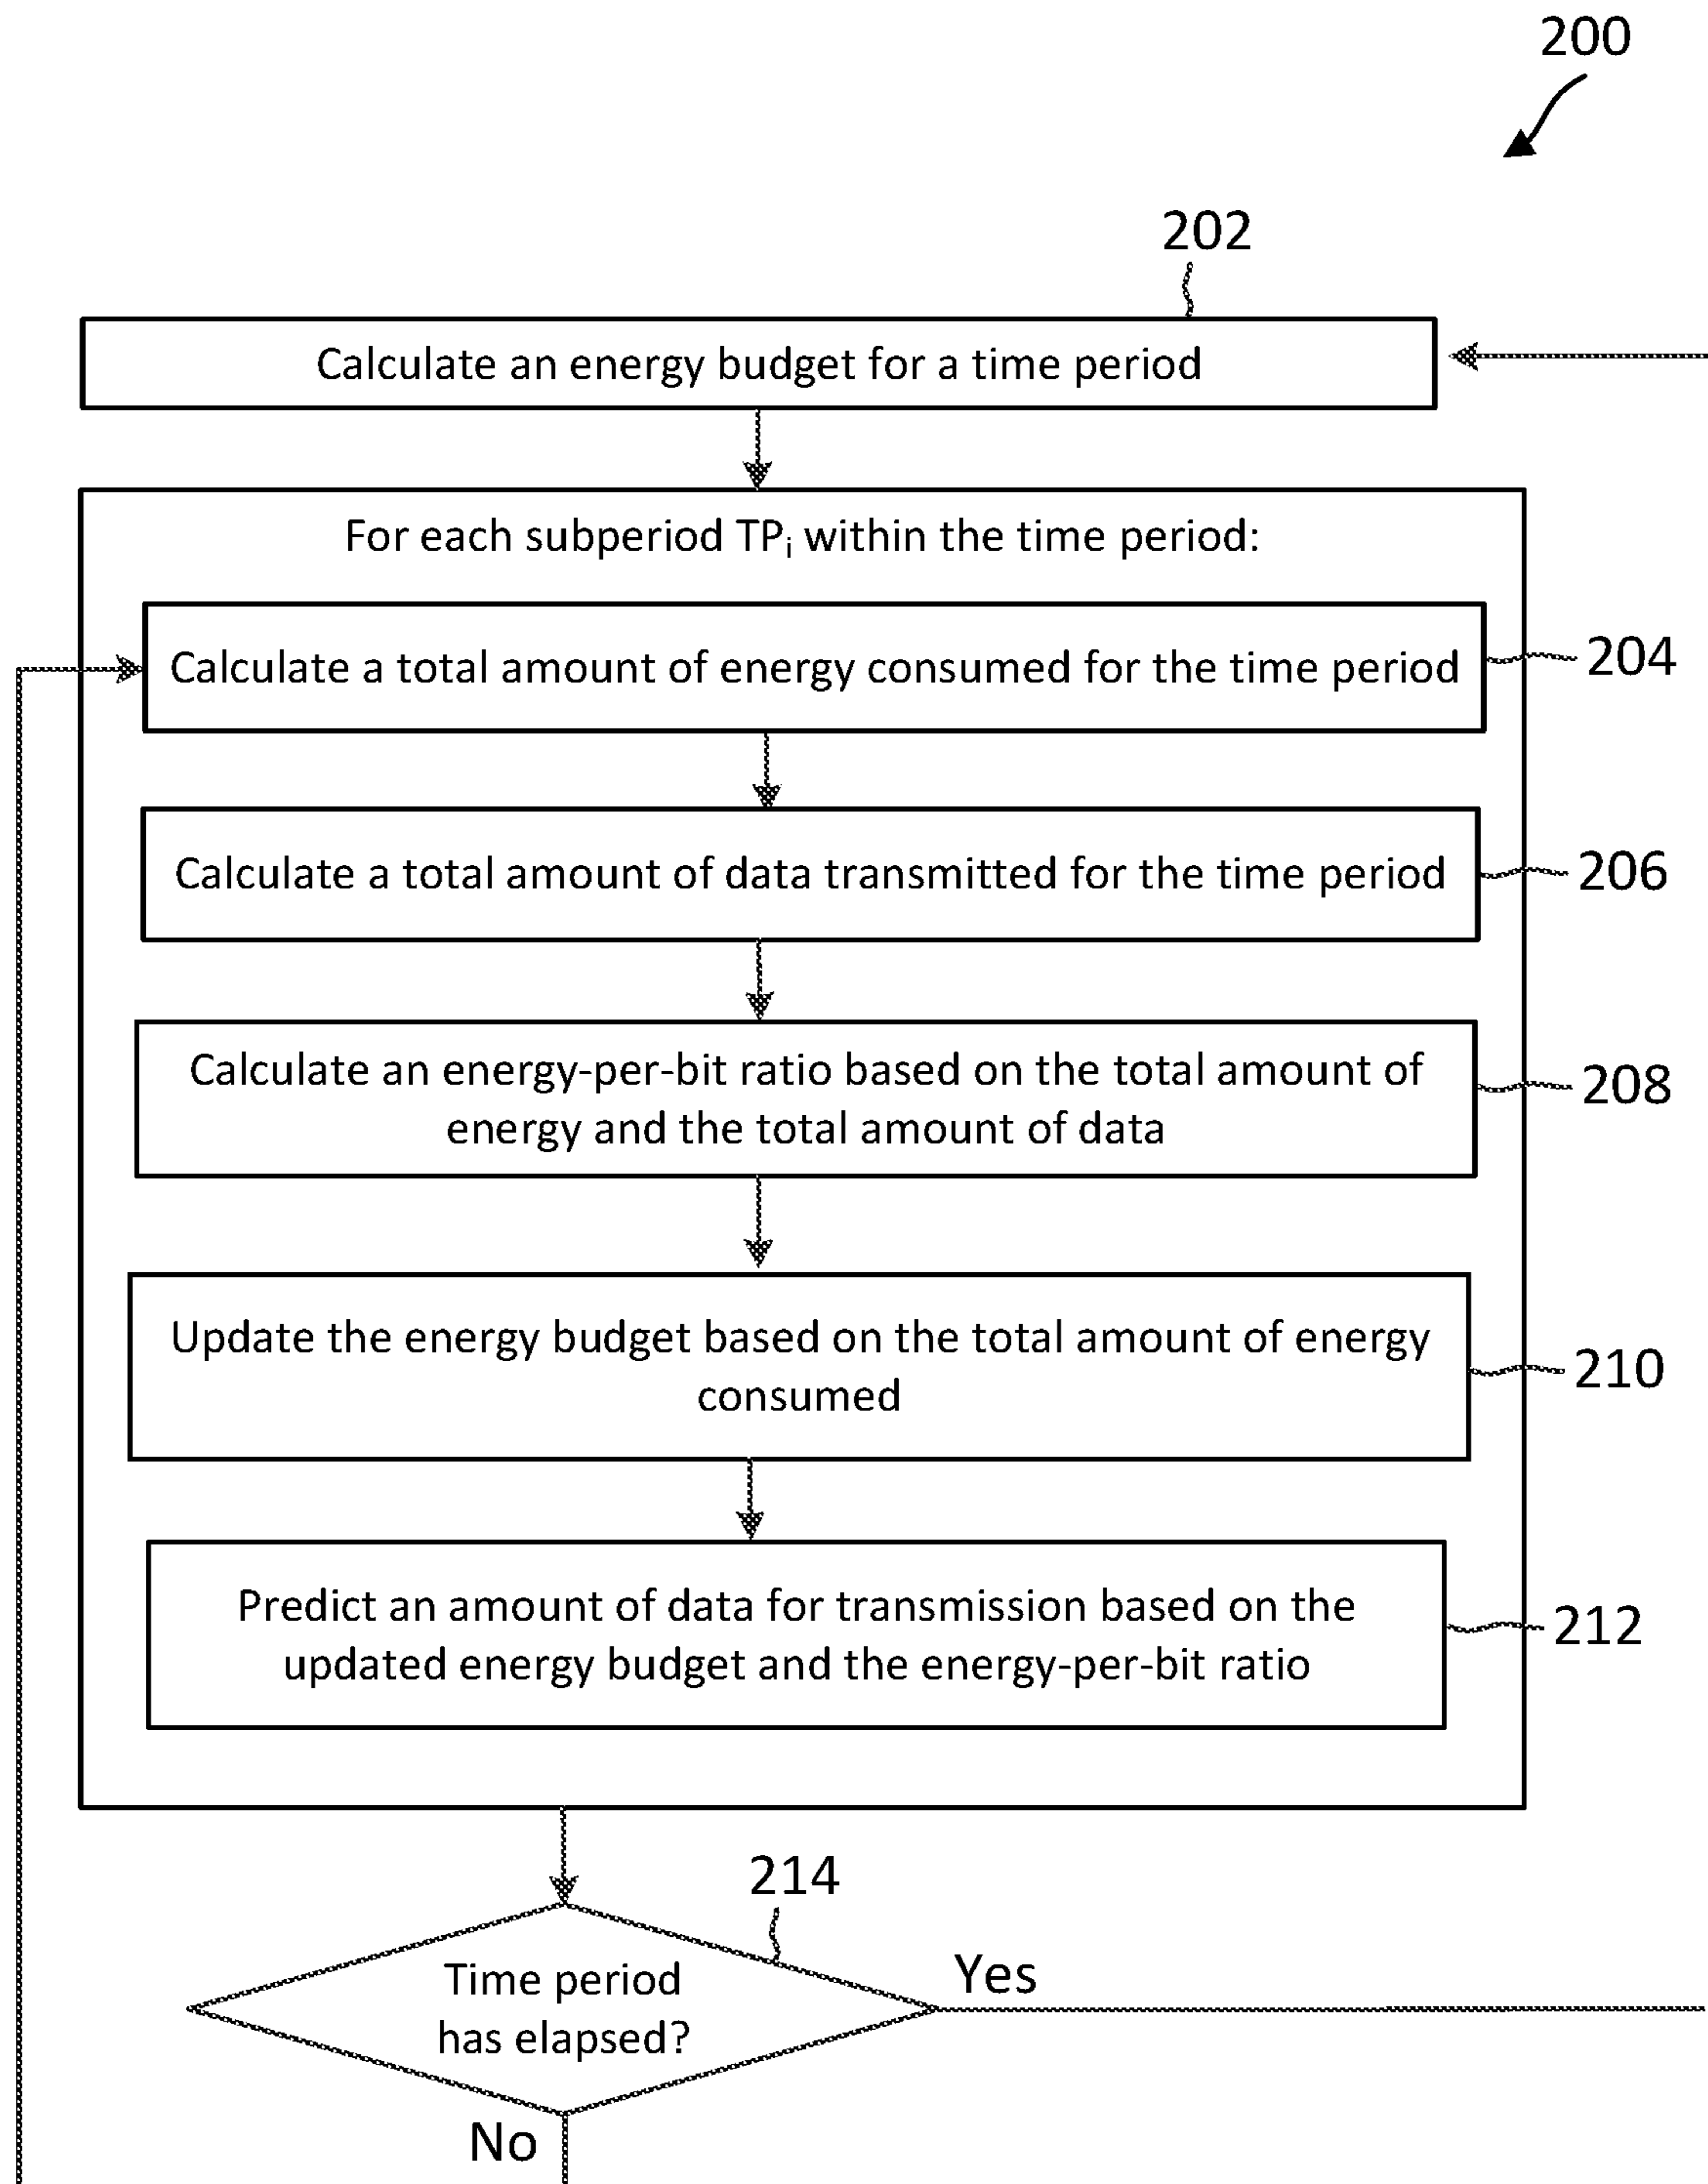 200
202
Calculate an energy budget for a time period
For each subperiod TPi within the time period:
Calculate a total amount of energy consumed for the time period
204
Calculate a total amount of data transmitted for the time period
206
Calculate an energy-per-bit ratio based on the total amount of
energy and the total amount of data
208
Update the energy budget based on the total amount of energy
consumed
210
Predict an amount of data for transmission based on the
updated energy budget and the energy-per-bit ratio
212
214
Time period
has elapsed?
Yes
No